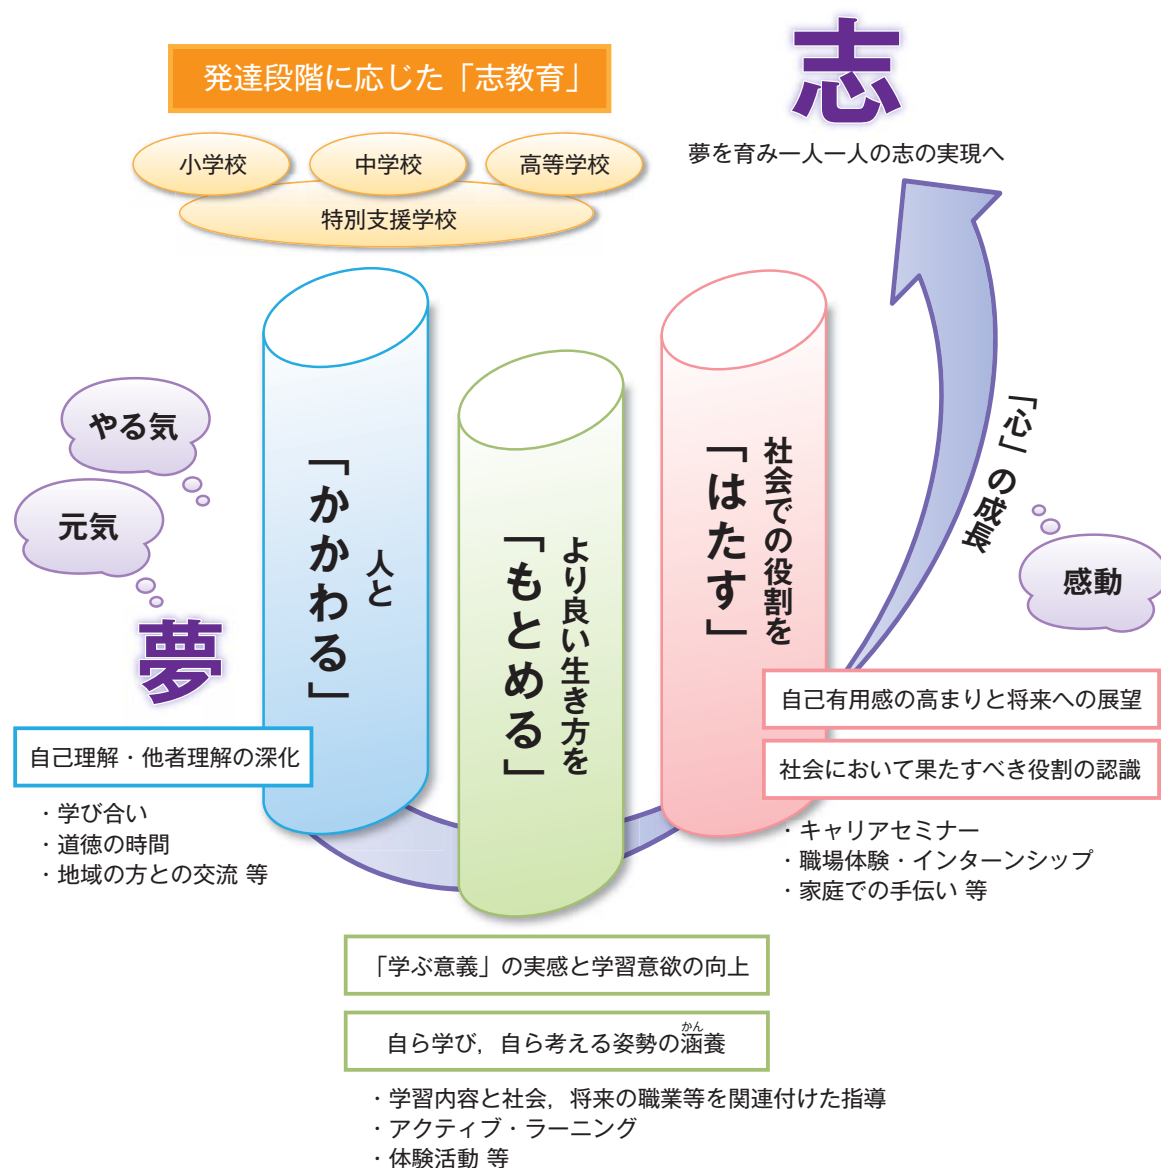 発達段階に応じた「志教育」
小学校
中学校
高等学校
特別支援学校
志
夢を育み一人一人の志の実現へ
やる気
元気
夢
人と
「かかわる」
より良い生き方を
「もとめる」
社会での役割を
「はたす」
「心」の成長
感動
自己理解・他者理解の深化
・学び合い
・道徳の時間
・地域の方との交流 等
自己有用感の高まりと将来への展望
社会において果たすべき役割の認識
・キャリアセミナー
・職場体験・インターンシップ
・家庭での手伝い 等
「学ぶ意義」の実感と学習意欲の向上
かん
自ら学び，自ら考える姿勢の涵養
・学習内容と社会，将来の職業等を関連付けた指導
・アクティブ・ラーニング
・体験活動 等